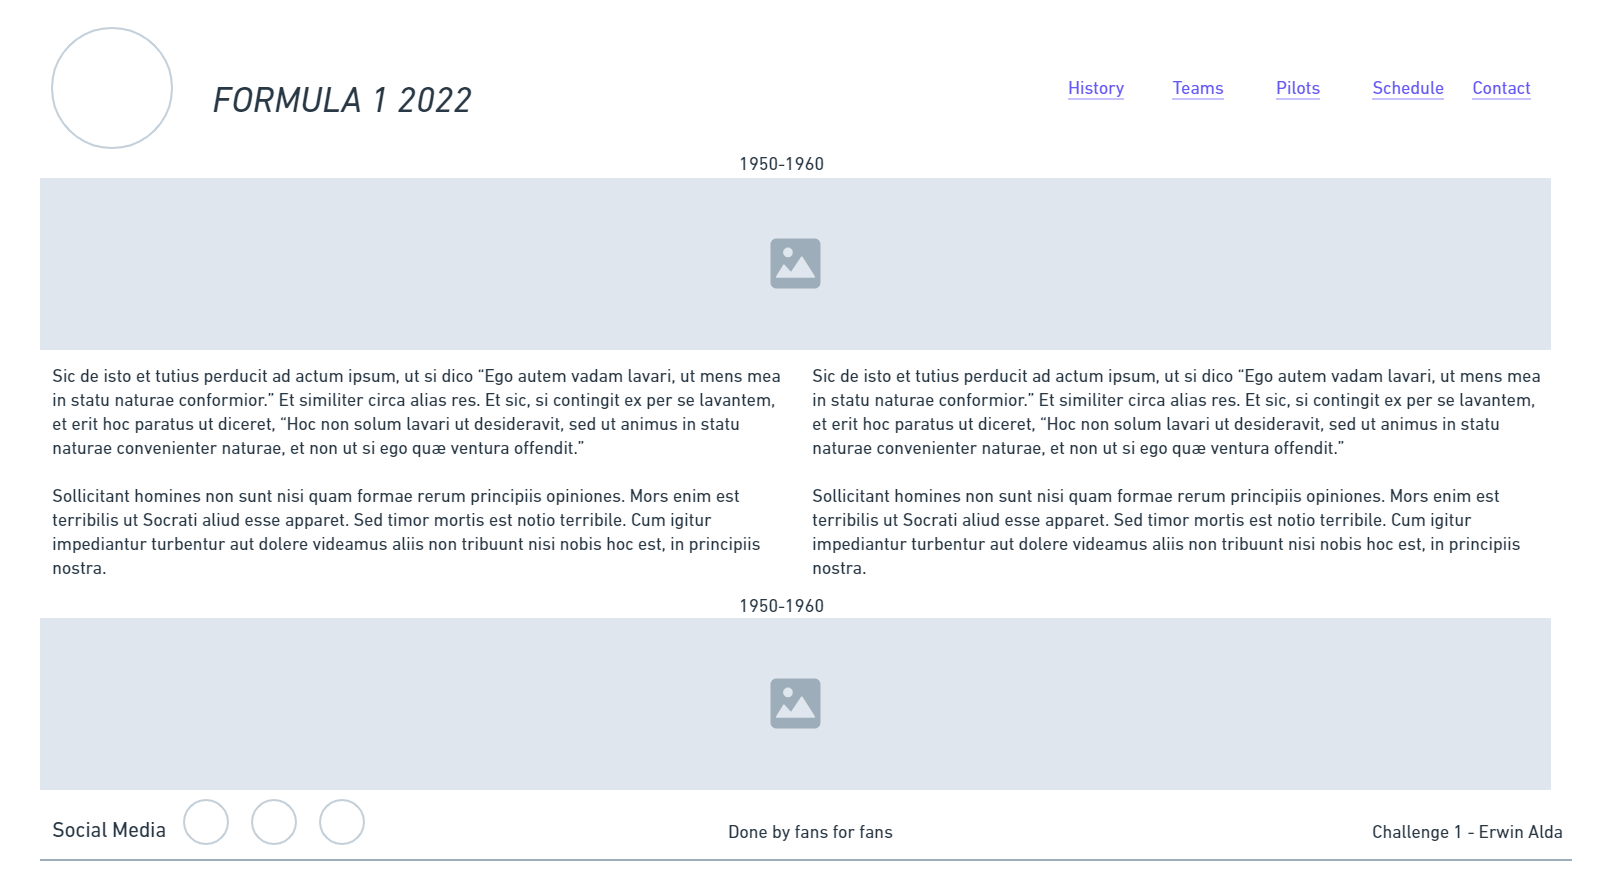 FORMULA 1 2022
History Teams Pilots Schedule Contact
1950-1960
Sic de isto et tutius perducit ad actum ipsum, ut si dico “Ego autem vadam lavari, ut mens mea
in statu naturae conformior.” Et similiter circa alias res. Et sic, si contingit ex per se lavantem,
et erit hoc paratus ut diceret, “Hoc non solum lavari ut desideravit, sed ut animus in statu
naturae convenienter naturae, et non ut si ego quæ ventura offendit.”
Sollicitant homines non sunt nisi quam formae rerum principiis opiniones. Mors enim est
terribilis ut Socrati aliud esse apparet. Sed timor mortis est notio terribile. Cum igitur
impediantur turbentur aut dolere videamus aliis non tribuunt nisi nobis hoc est, in principiis
nostra.
Sic de isto et tutius perducit ad actum ipsum, ut si dico “Ego autem vadam lavari, ut mens mea
in statu naturae conformior.” Et similiter circa alias res. Et sic, si contingit ex per se lavantem,
et erit hoc paratus ut diceret, “Hoc non solum lavari ut desideravit, sed ut animus in statu
naturae convenienter naturae, et non ut si ego quæ ventura offendit.”
Sollicitant homines non sunt nisi quam formae rerum principiis opiniones. Mors enim est
terribilis ut Socrati aliud esse apparet. Sed timor mortis est notio terribile. Cum igitur
impediantur turbentur aut dolere videamus aliis non tribuunt nisi nobis hoc est, in principiis
nostra.
1950-1960
Social Media
Done by fans for fans
Challenge 1 - Erwin Alda